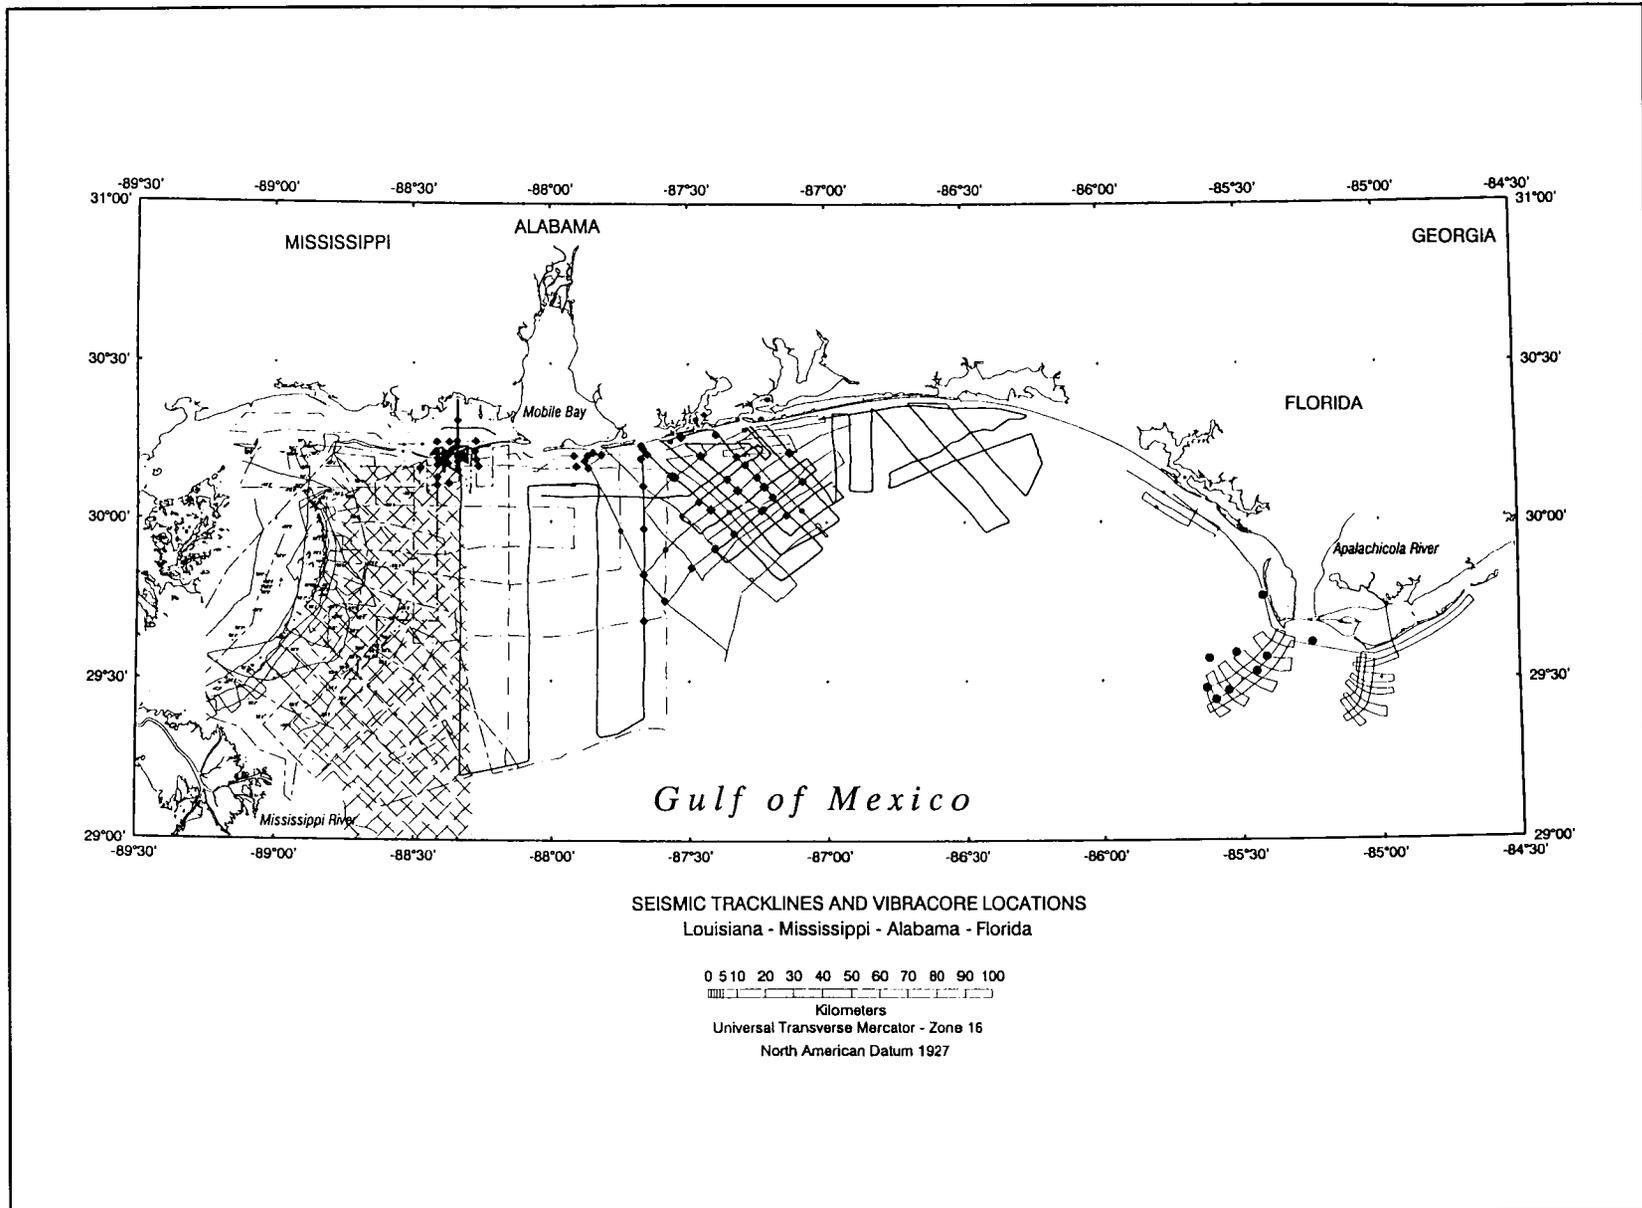 -89°30' -89°00' -88°30' -88°00' -87°30' -87°00' -86°30' -86°00' -85°30' -85°00' -84°30'
31°00' 31°00'
ALABAMA
MISSISSIPPI GEORGIA
30°30' 30°30'
FLORIDA
Mobile Bay
30°00' 30°00'
Apalachicola River
29°30' 29°30'
Gulf of Mexico
Mississippi River
29°00' 29°00'
-89°30' -89°00' -88°30' -88°00' -87°30' -87°00' -86°30' -86°00' -85°30' -85°00' -84°30'
SEISMIC TRACKLINES AND VIBRACORE LOCATIONS
Louisiana - Mississippi - Alabama - Florida
0 5 10 20 30 40 50 60 70 80 90 100
Kilometers
Universal Transverse Mercator - Zone 16
North American Datum 1927